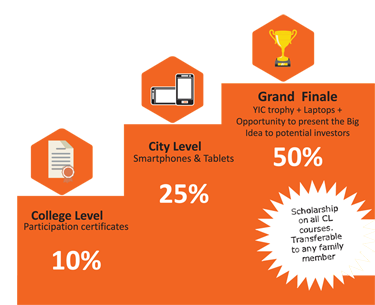 Grand Finale
YIC trophy + Laptops +
Opportunity to present the Big
Idea to potential investors
50%
City Level
Smartphones & Tablets
25%
College Level
Participation certificates
10%
Scholarship
on all CL
courses.
Transferable
to any family
member